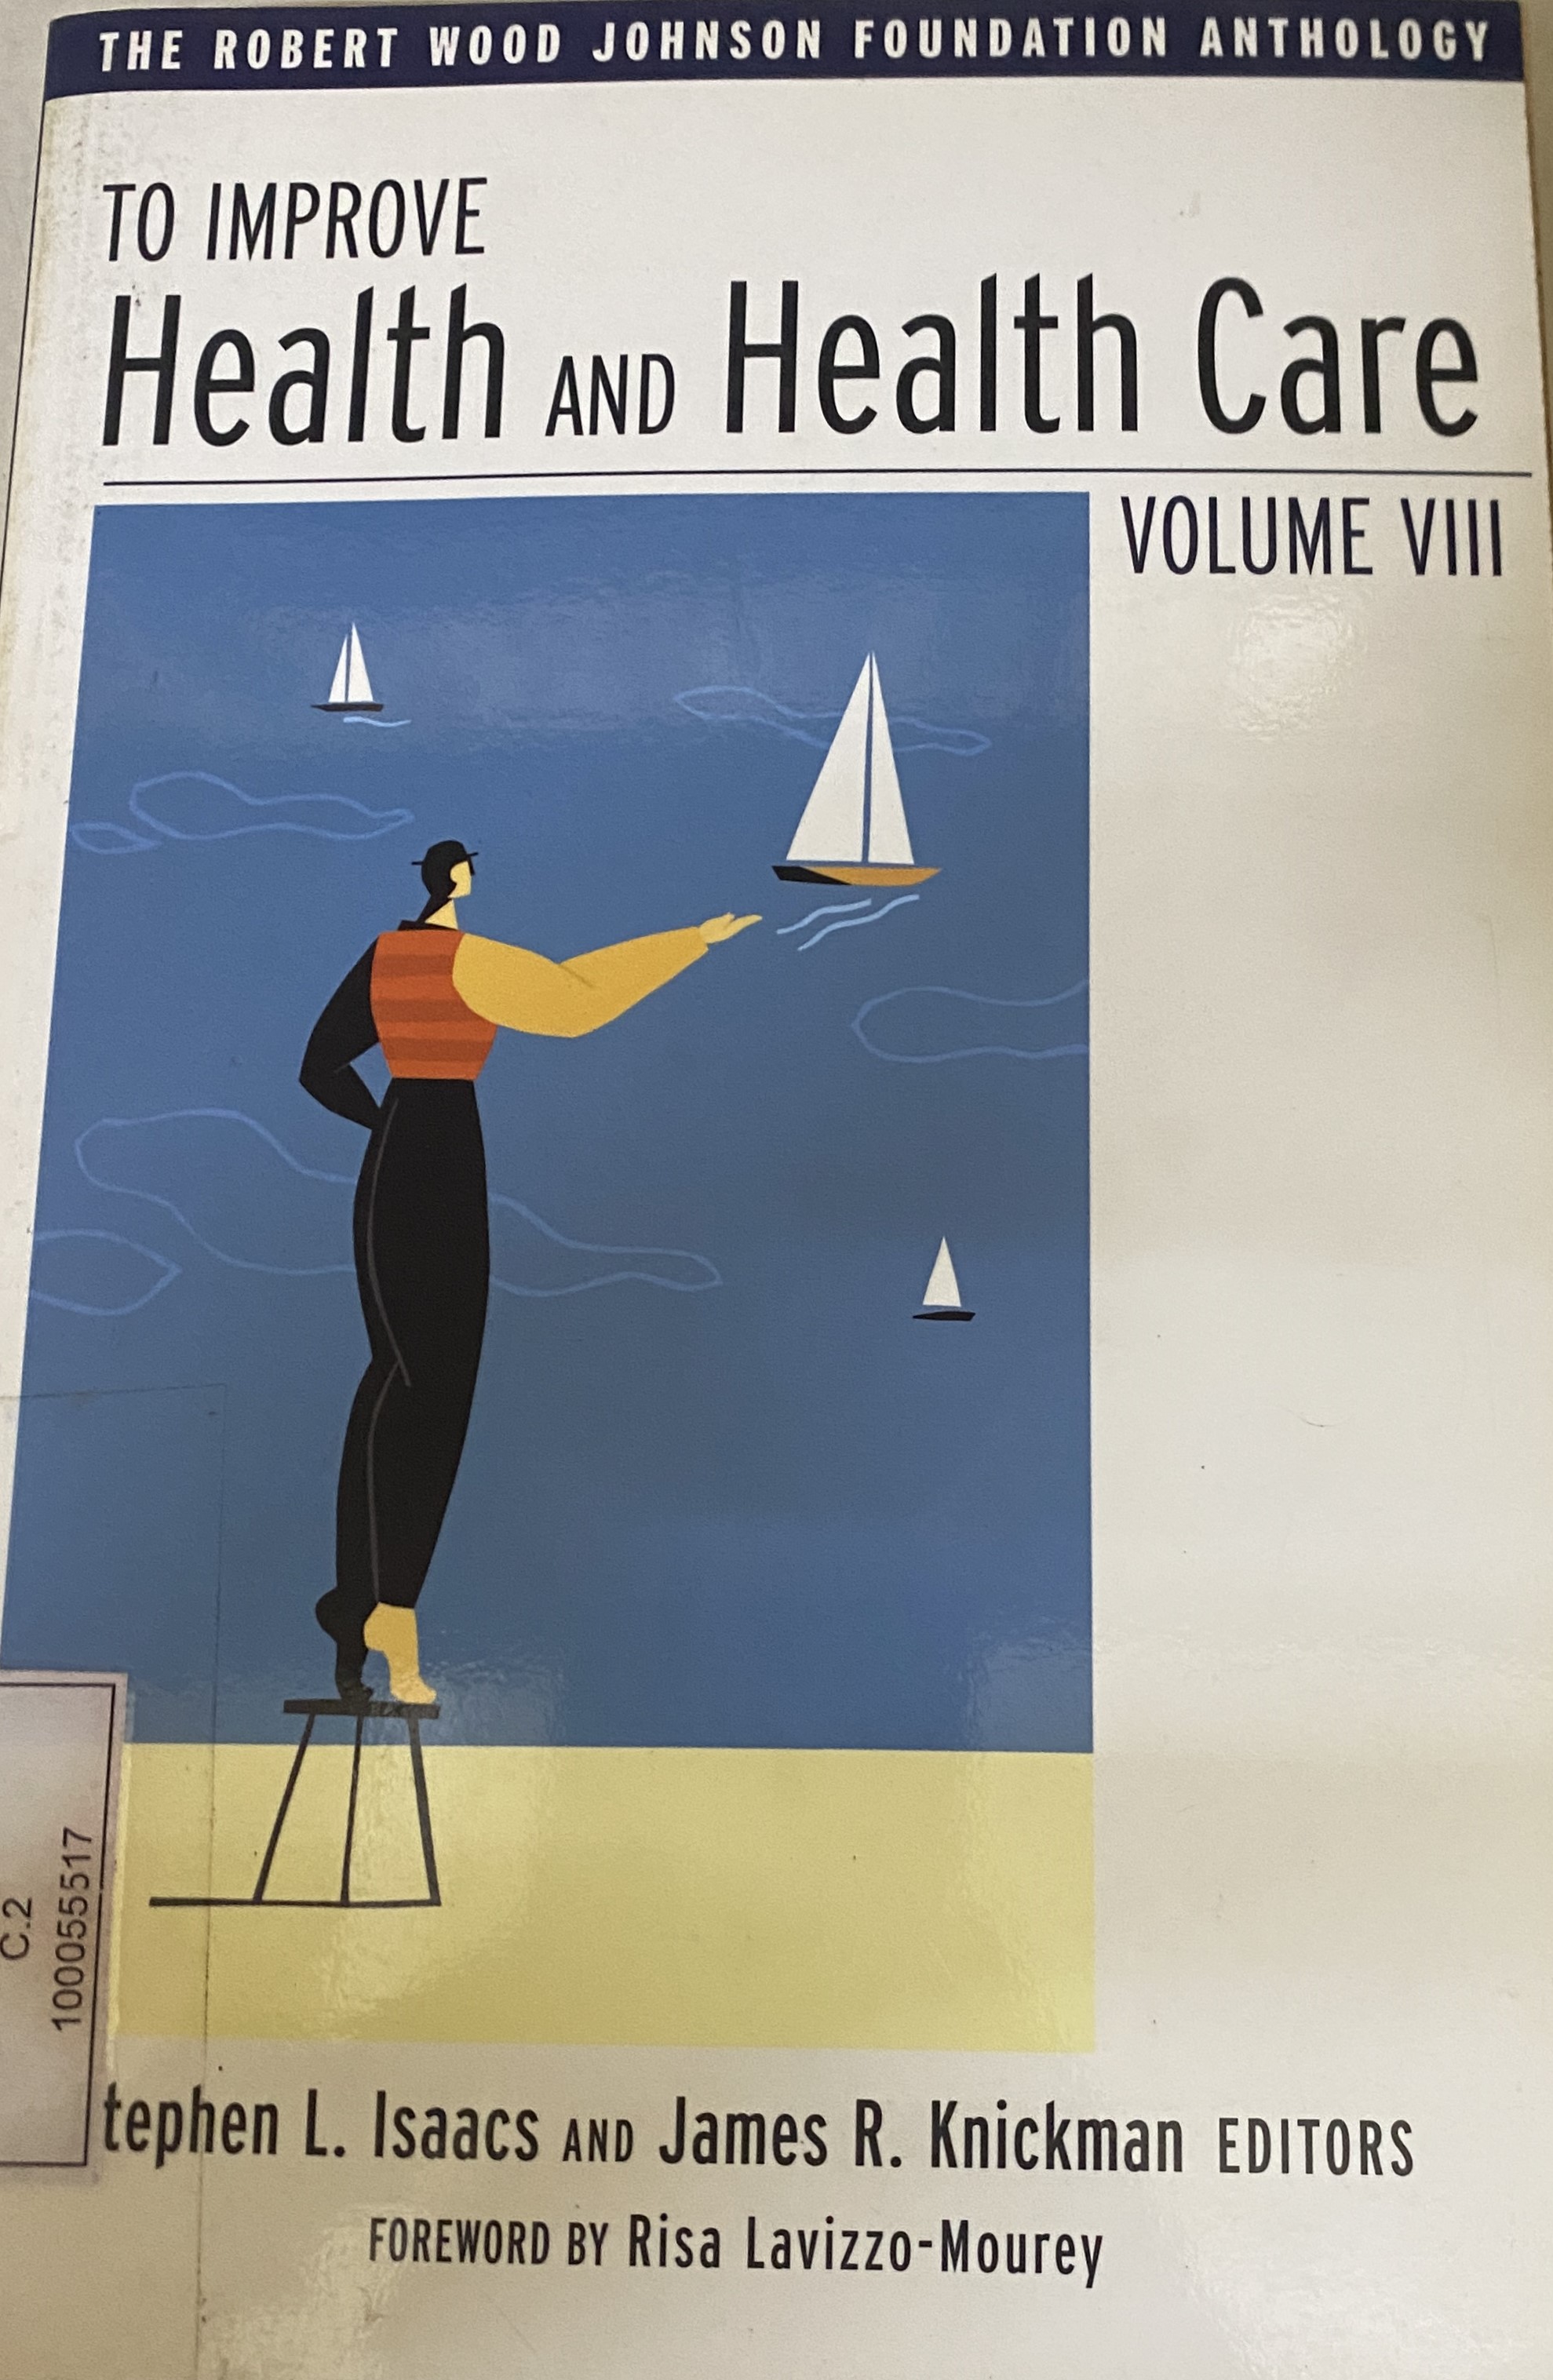 THE ROBERT WOOD JOHNSON FOUNDATION ANTHOLOGY
TO IMPROVE
Health AND Health Care
VOLUME VIII
C.2
100055517
tephen L. Isaacs AND James R. Knickman EDITORS
FOREWORD BY Risa Lavizzo-Mourey